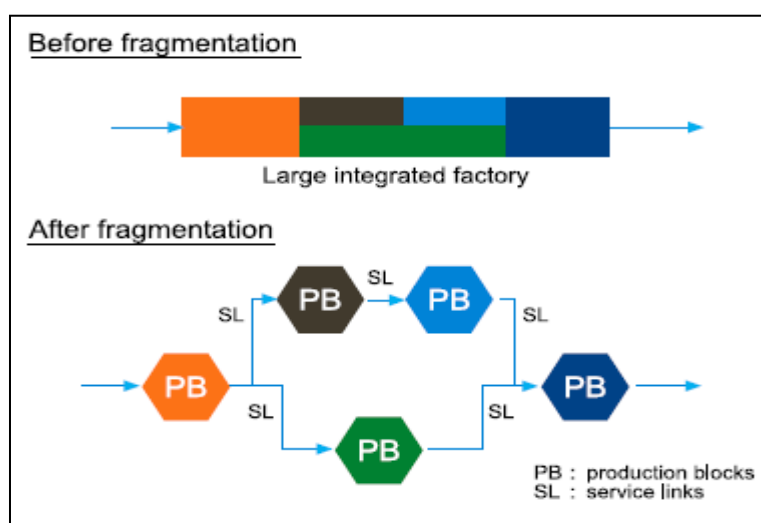 Before fragmentation
Large integrated factory
After fragmentation
SL
PB
PB
SL
SL
PB
SL
SL
PB
PB
PB : production blocks
SL : service links